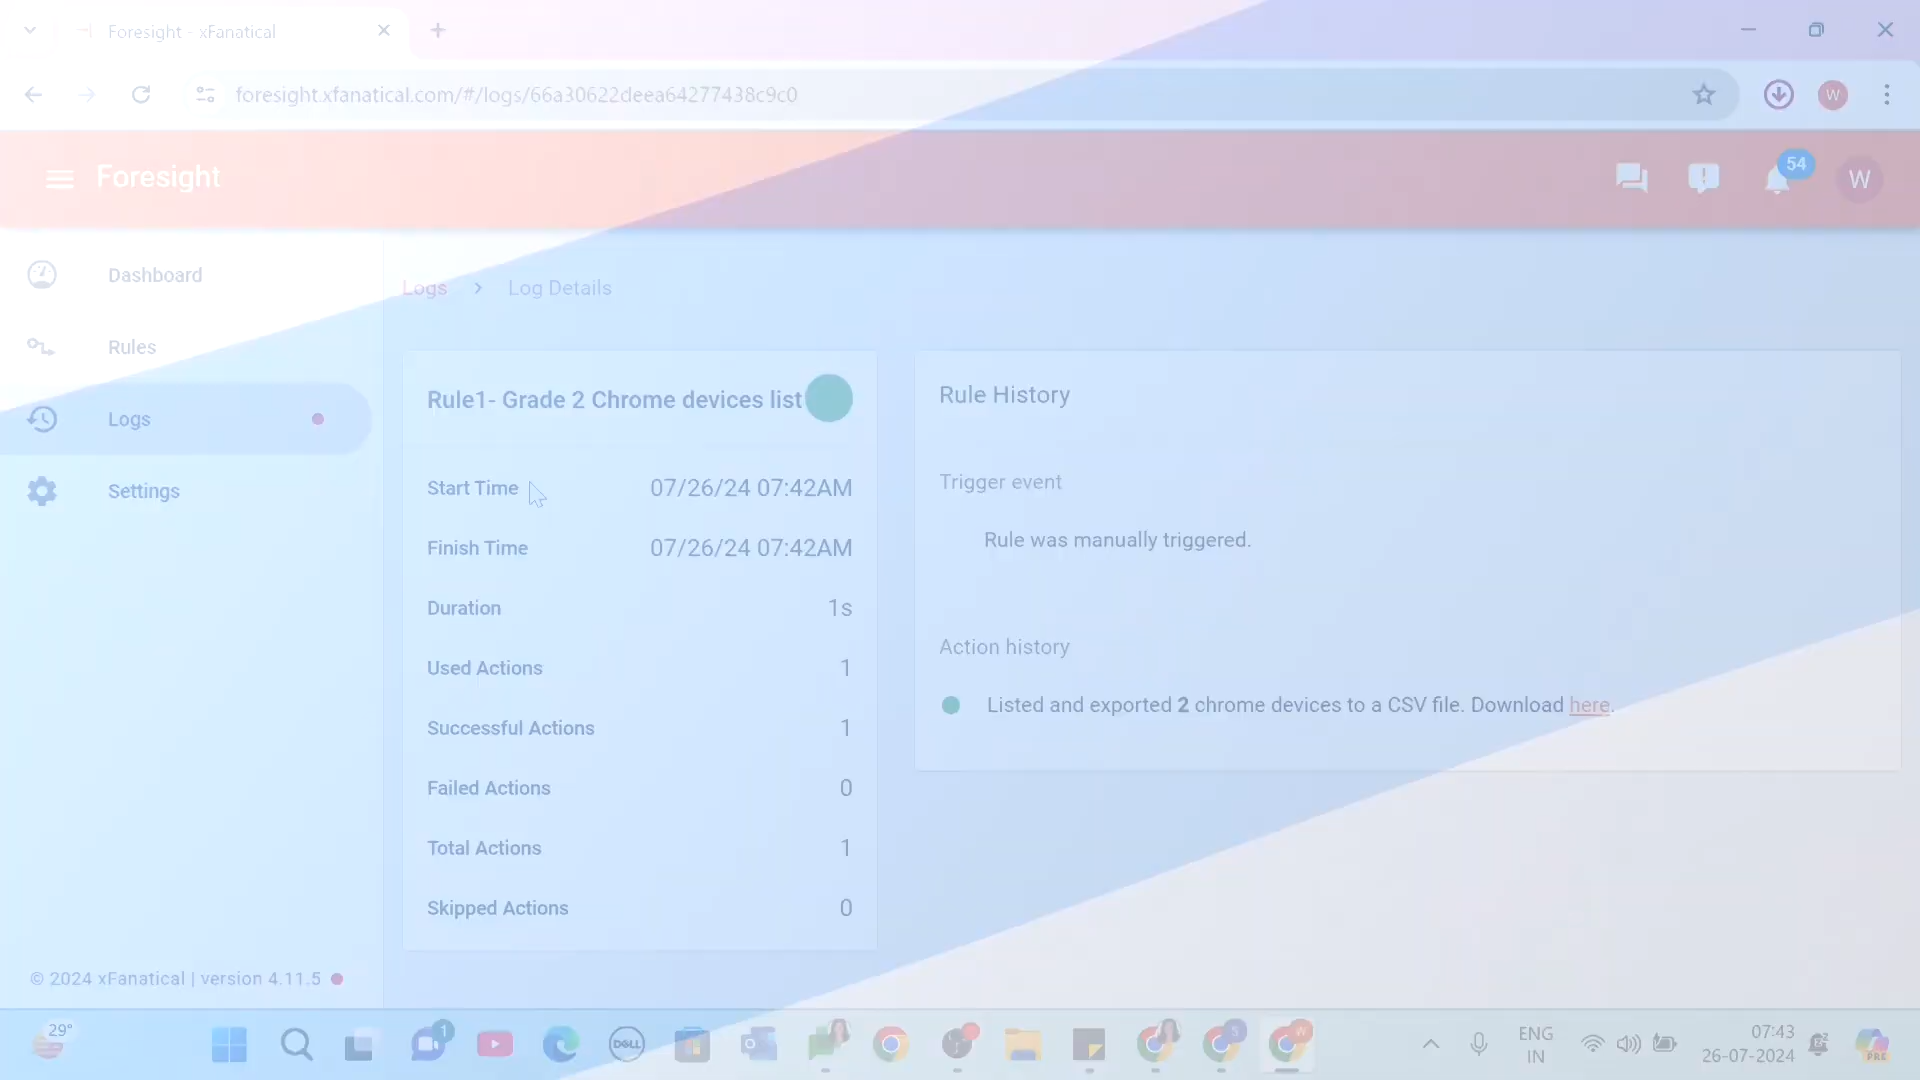 Foresight - xFanatical
foresight.xfanatical.com/#/logs/66a30622deea64277438c9c0
W
Foresight
54
W
Dashboard
Rules
Logs
Settings
Logs > Log Details
Rule1- Grade 2 Chrome devices list
Start Time 07/26/24 07:42AM
Finish Time 07/26/24 07:42AM
Duration 1s
Used Actions 1
Successful Actions 1
Failed Actions 0
Total Actions 1
Skipped Actions 0
Rule History
Trigger event
Rule was manually triggered.
Action history
Listed and exported 2 chrome devices to a CSV file. Download here.
© 2024 xFanatical | version 4.11.5
29°
1
DELL
S
W
ENG
IN
07:43
26-07-2024
PRE